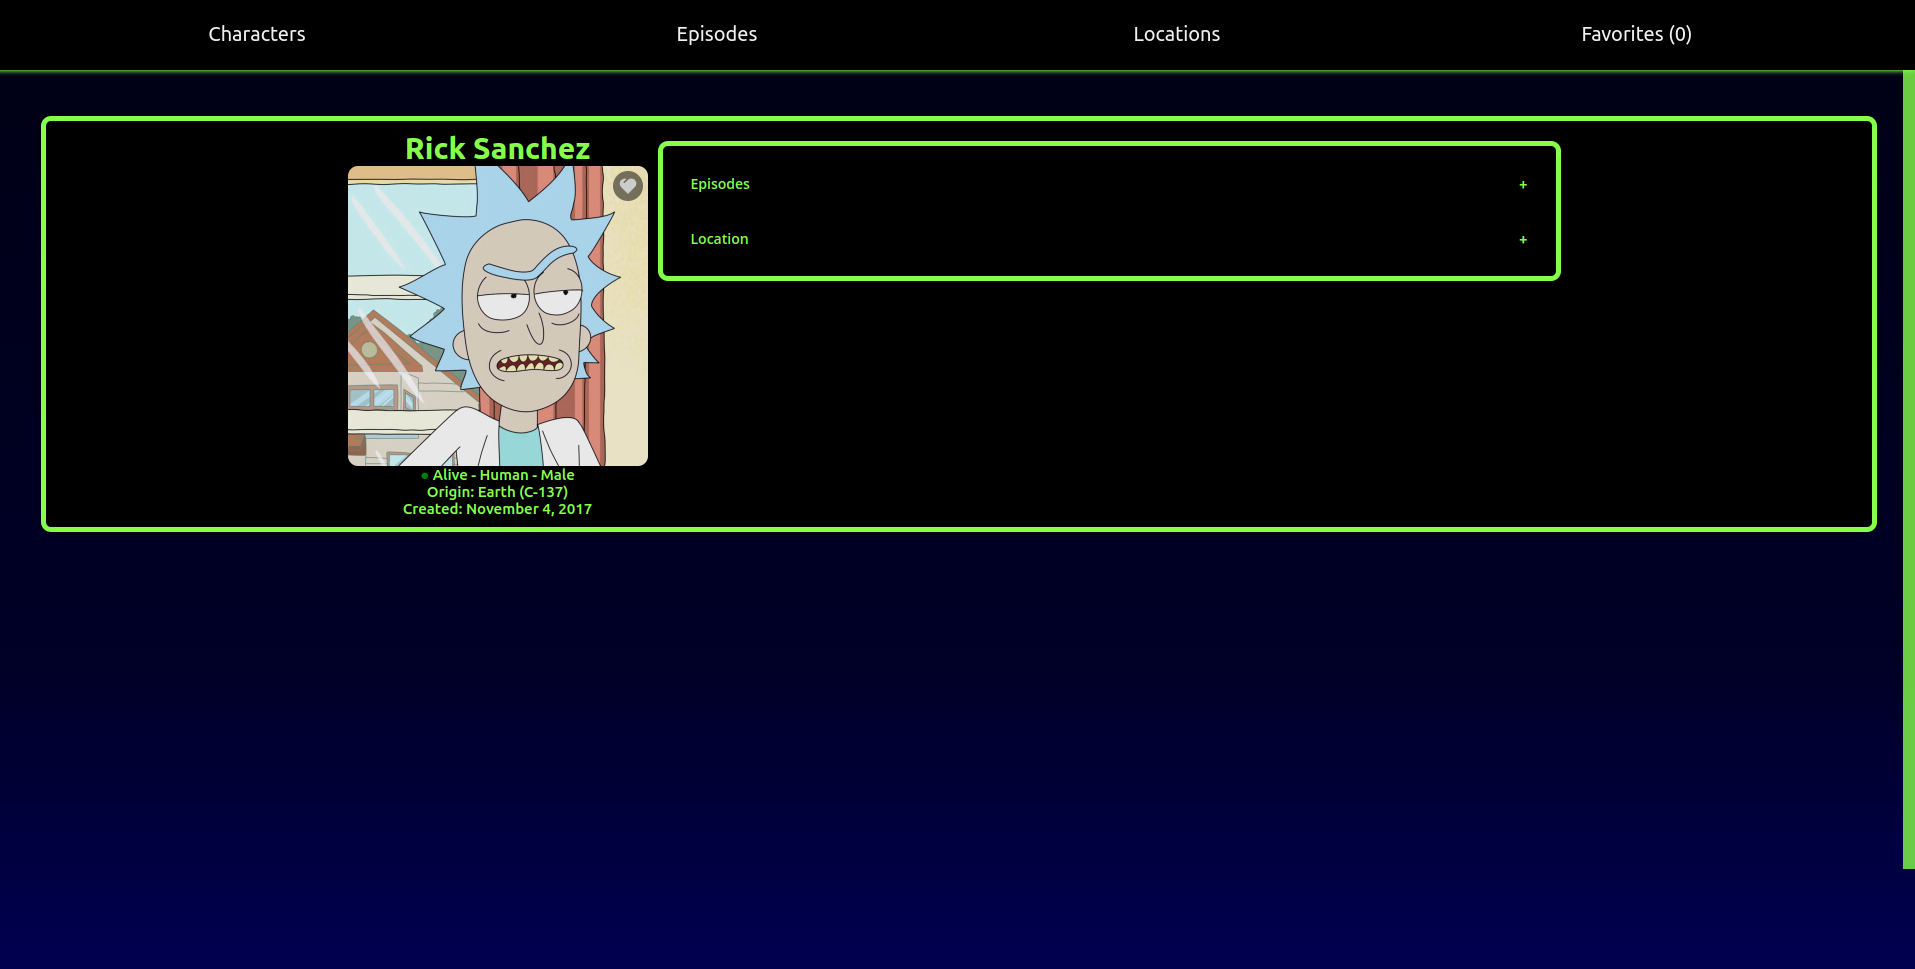 Characters
Episodes
Locations
Favorites (0)
Rick Sanchez
Alive - Human - Male
Origin: Earth (C-137)
Created: November 4, 2017
Episodes +
Location +